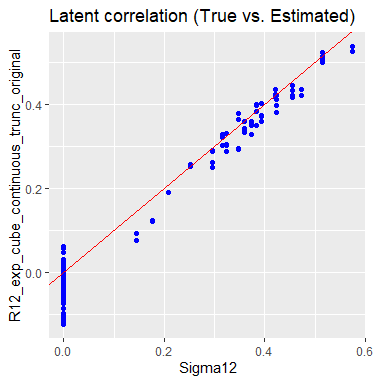 Latent correlation (True vs. Estimated)
R12_exp_cube_continuous_trunc_original
0.4
0.2
0.0
0.0
0.2
0.4
0.6
Sigma12